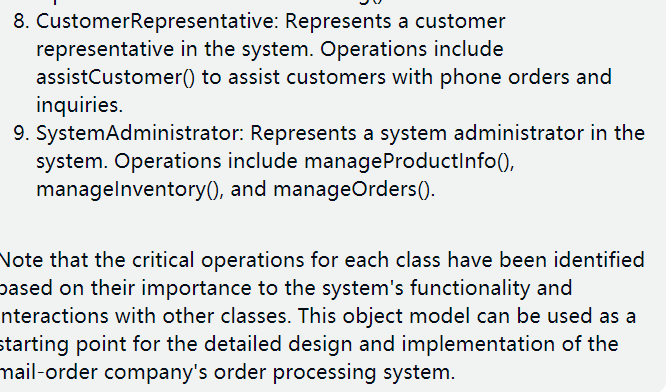 8. CustomerRepresentative: Represents a customer
representative in the system. Operations include
assistCustomer() to assist customers with phone orders and
inquiries.
9. SystemAdministrator: Represents a system administrator in the
system. Operations include manageProductInfo(),
manageInventory(), and manageOrders().
Note that the critical operations for each class have been identified
based on their importance to the system's functionality and
interactions with other classes. This object model can be used as a
starting point for the detailed design and implementation of the
mail-order company's order processing system.